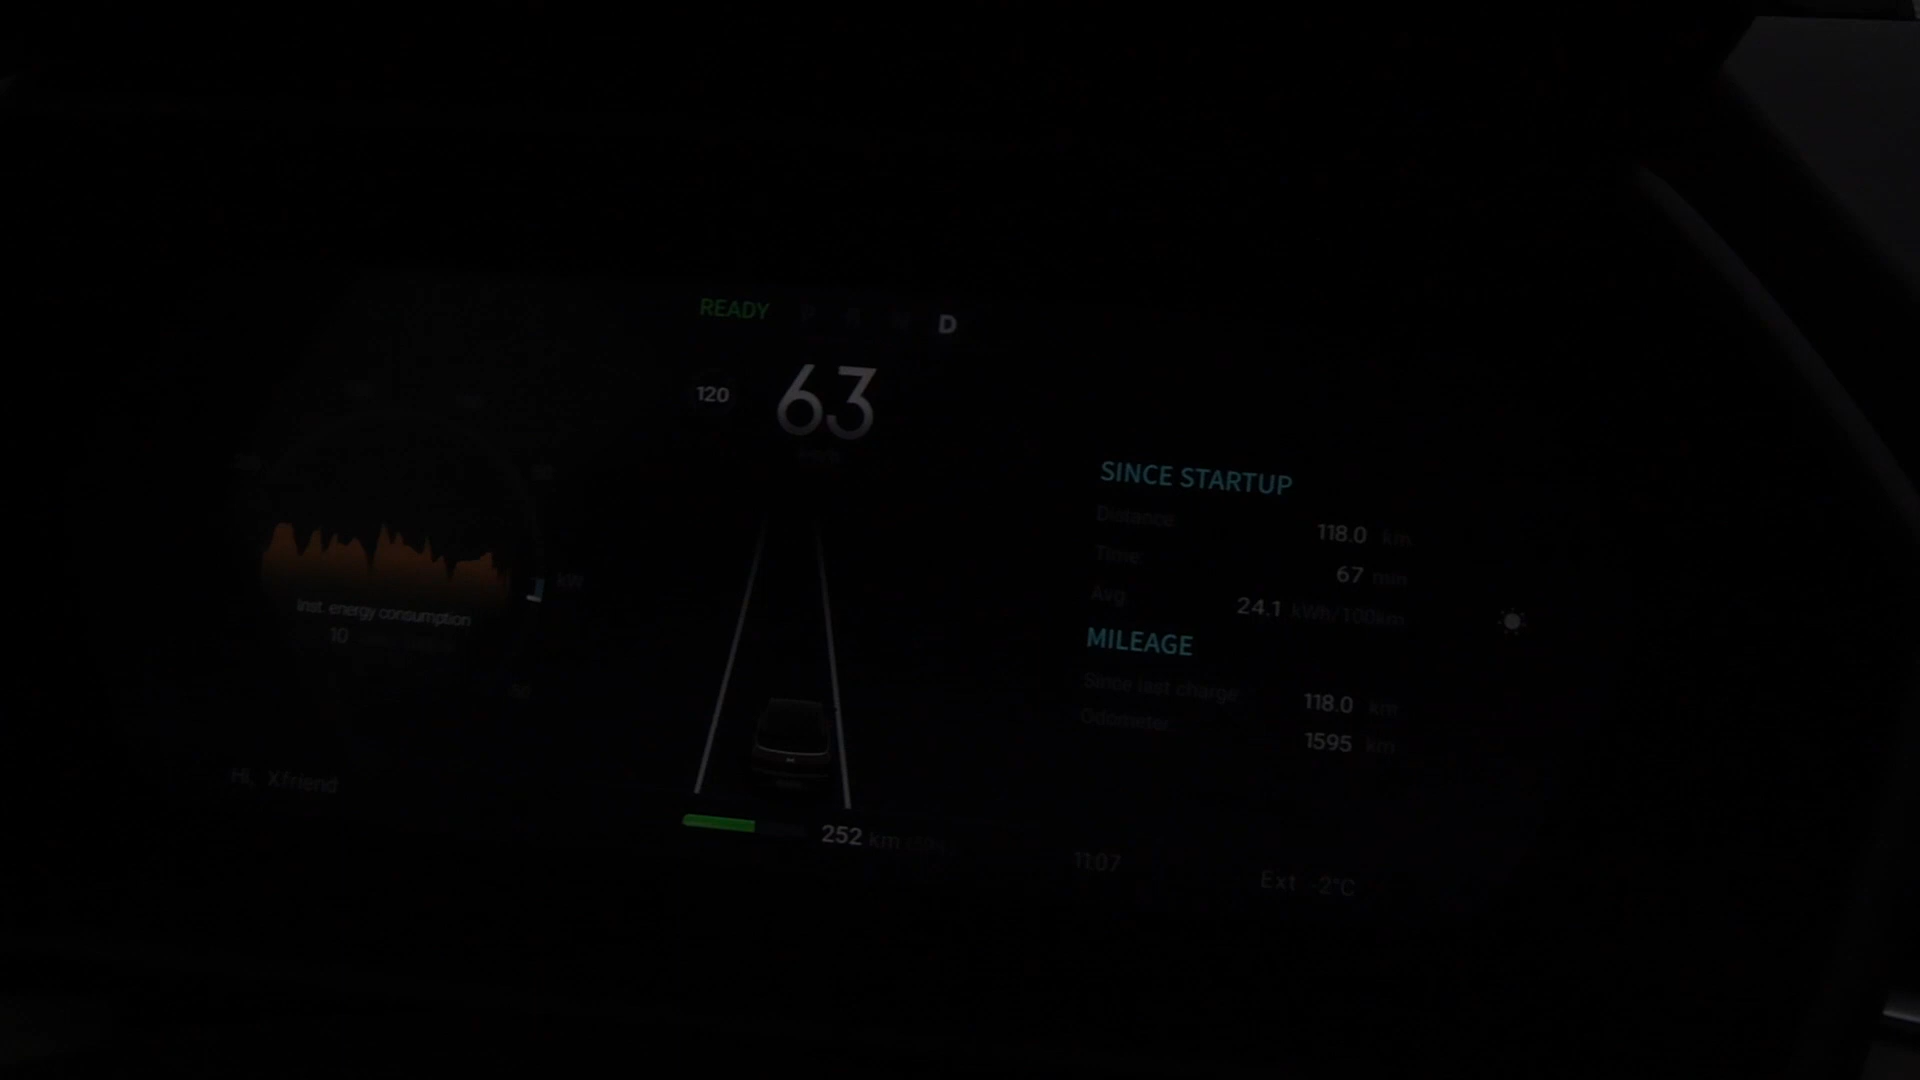 READY P R N D
120 63
km/h
SINCE STARTUP
Distance 118.0 km
Time 67 min
Avg. 24.1 kWh/100km
kW
Inst. energy consumption
10
MILEAGE
Since last charge 118.0 km
Odometer 1595 km
Hi, Xfriend
252 km
11:07
Ext -2°C